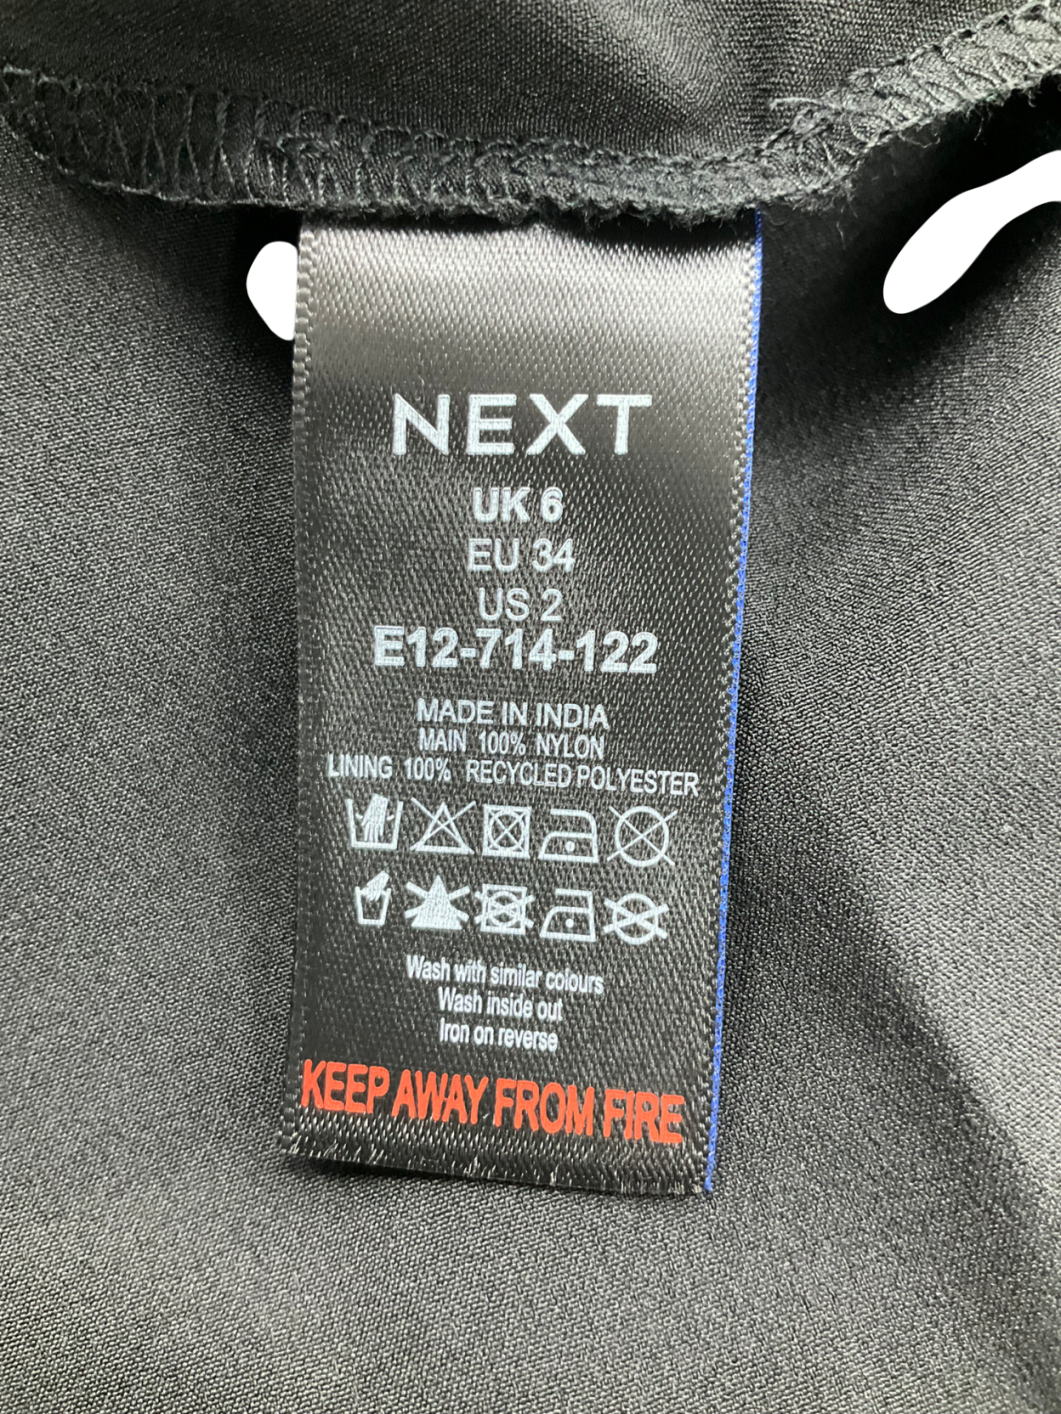 NEXT
UK 6
EU 34
US 2
E12-714-122
MADE IN INDIA
MAIN 100% NYLON
LINING 100% RECYCLED POLYESTER
Wash with similar colours
Wash inside out
Iron on reverse
KEEP AWAY FROM FIRE